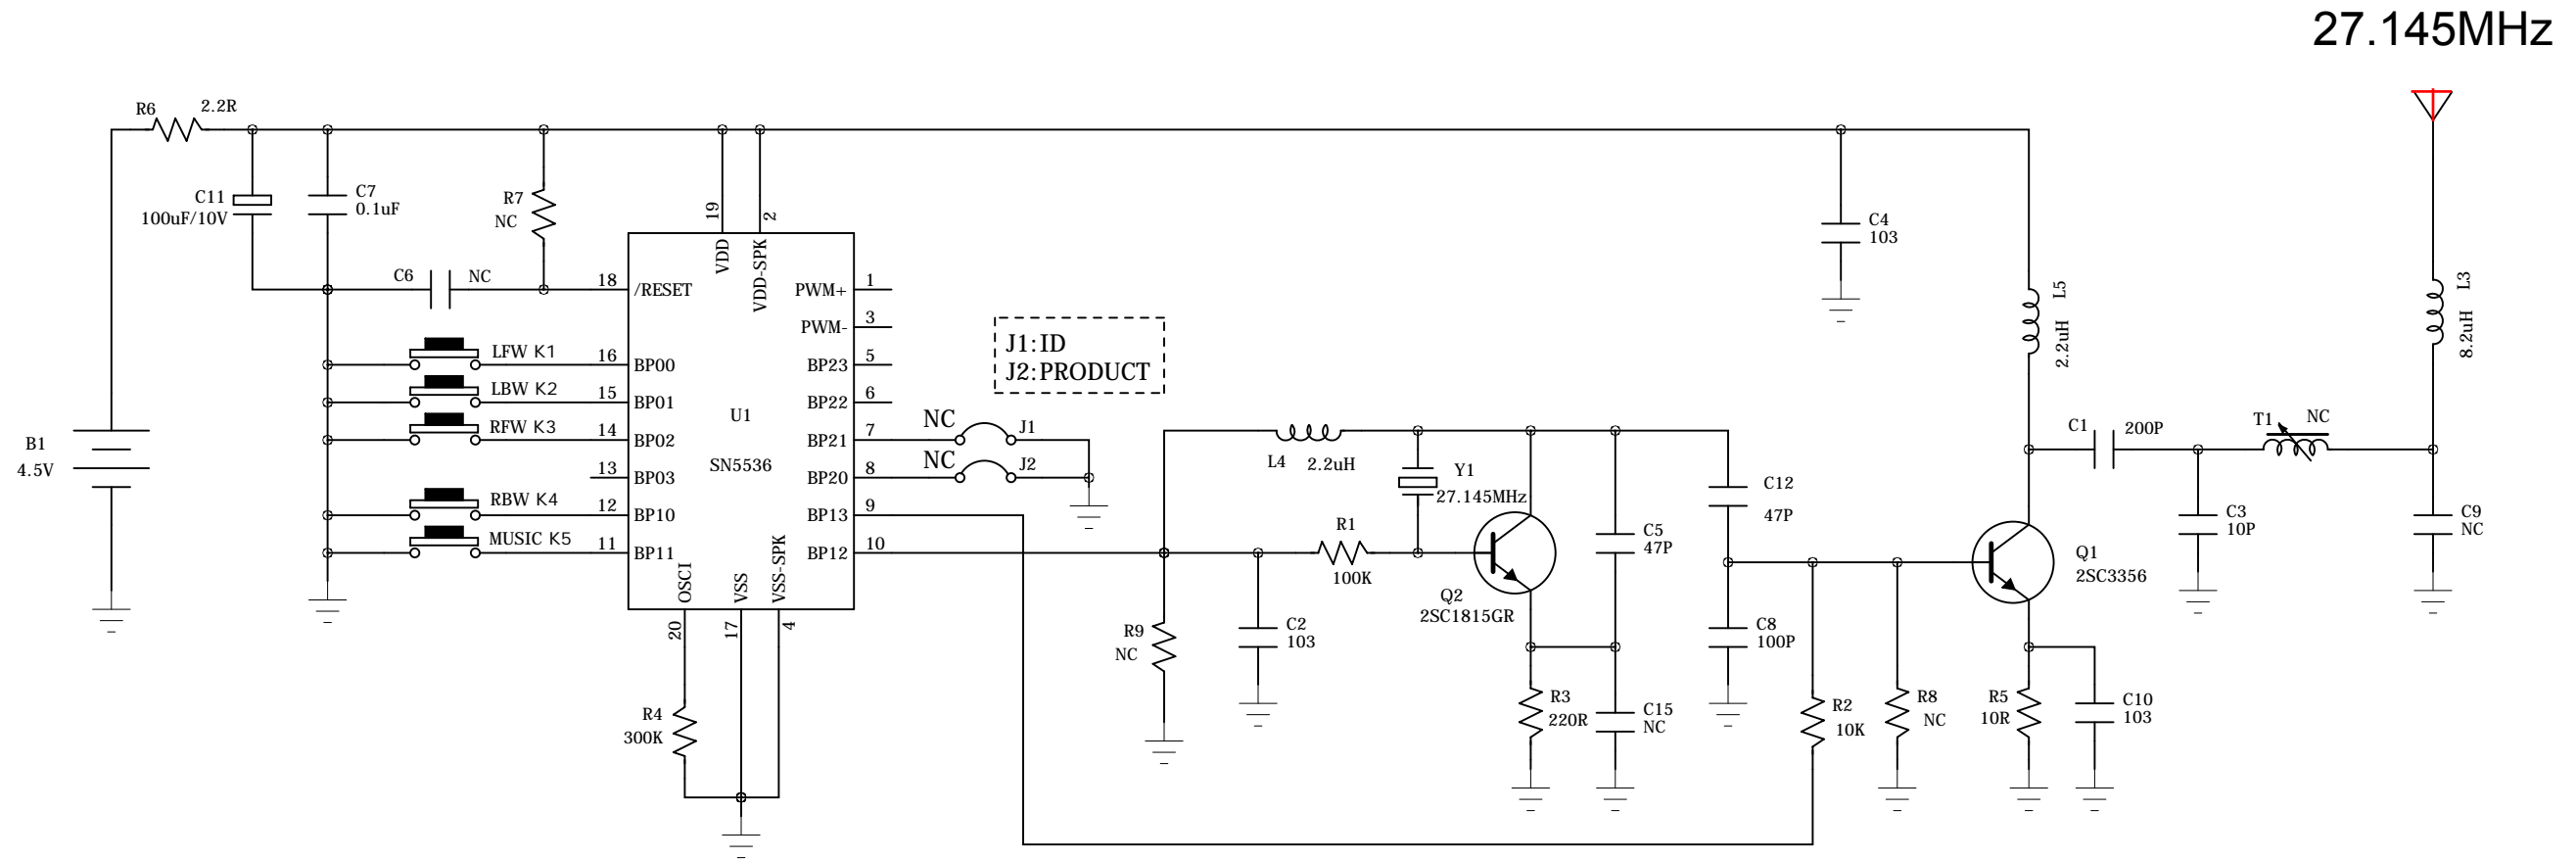 27.145MHz
R6
2.2R
C11
100uF/10V
C7
0.1uF
R7
NC
19
2
VDD
VDD-SPK
C6
NC
18
/RESET
PWM+
1
PWM-
3
LFW K1
16
BP00
BP23
5
LBW K2
15
BP01
BP22
6
RFW K3
14
BP02
BP21
7
NC
J1
13
BP03
BP20
8
NC
J2
RBW K4
12
BP10
BP13
9
MUSIC K5
11
BP11
BP12
10
U1
SN5536
OSCI
VSS
VSS-SPK
20
17
4
B1
4.5V
R4
300K
J1:ID
J2:PRODUCT
L4
2.2uH
Y1
27.145MHz
R1
100K
Q2
2SC1815GR
R9
NC
C2
103
C5
47P
C12
47P
C8
100P
R3
220R
C15
NC
R2
10K
R8
NC
C4
103
L5
2.2uH
C1
200P
T1
NC
L3
8.2uH
C3
10P
C9
NC
Q1
2SC3356
R5
10R
C10
103